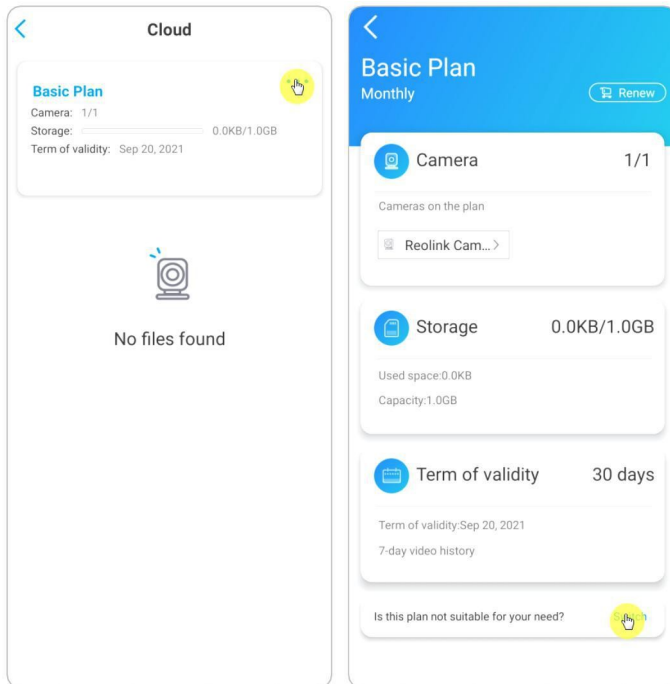 Cloud
Basic Plan
Camera: 1/1
Storage: 0.0KB/1.0GB
Term of validity: Sep 20, 2021
No files found
Basic Plan
Monthly
Renew
Camera 1/1
Cameras on the plan
Reolink Cam...
Storage 0.0KB/1.0GB
Used space:0.0KB
Capacity:1.0GB
Term of validity 30 days
Term of validity:Sep 20, 2021
7-day video history
Is this plan not suitable for your need?